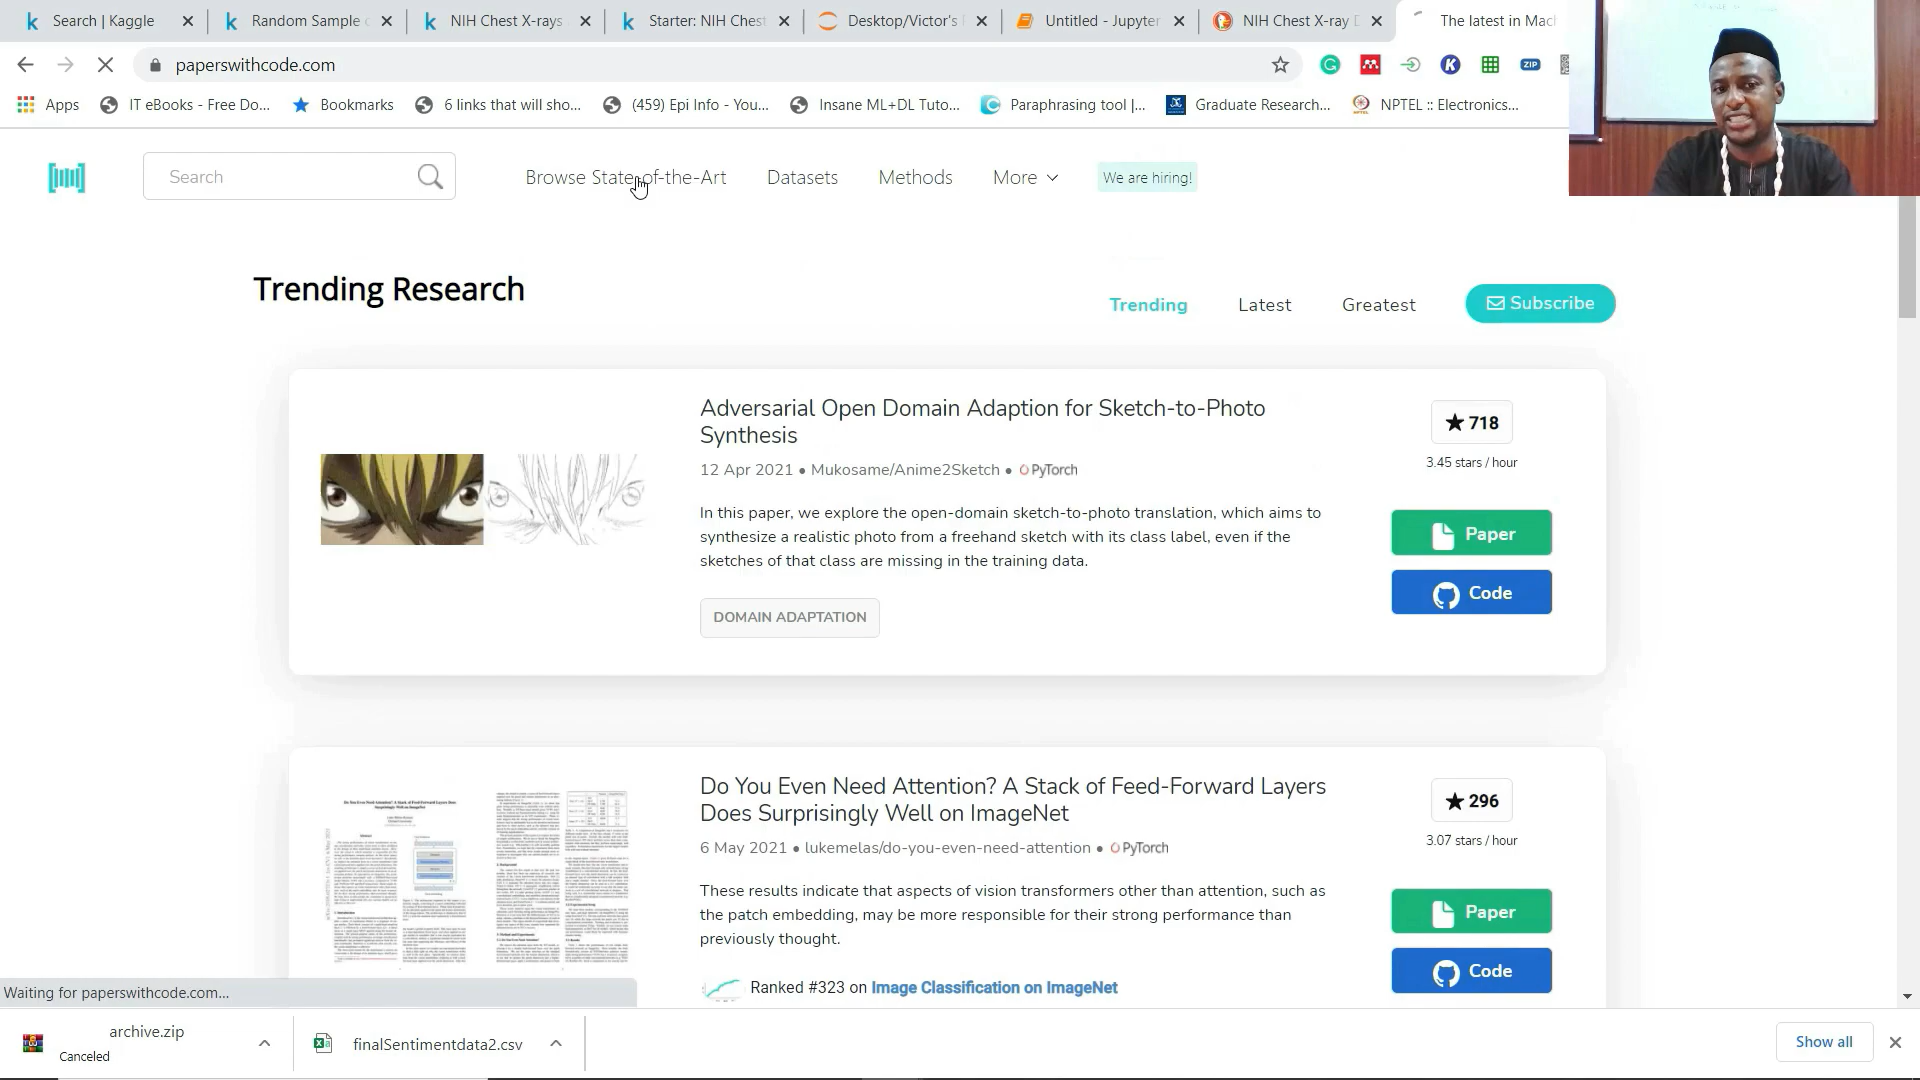 Search | Kaggle
Random Sample
NIH Chest X-rays
Starter: NIH Chest
Desktop/Victor's
Untitled - Jupyter
NIH Chest X-ray D
The latest in Mach
paperswithcode.com
Apps
IT eBooks - Free Do...
Bookmarks
6 links that will sho...
(459) Epi Info - You...
Insane ML+DL Tuto...
Paraphrasing tool |...
Graduate Research...
NPTEL :: Electronics...
Search
Browse State-of-the-Art
Datasets
Methods
More
We are hiring!
Trending Research
Trending
Latest
Greatest
Subscribe
Adversarial Open Domain Adaption for Sketch-to-Photo
Synthesis
12 Apr 2021 • Mukosame/Anime2Sketch • PyTorch
In this paper, we explore the open-domain sketch-to-photo translation, which aims to
synthesize a realistic photo from a freehand sketch with its class label, even if the
sketches of that class are missing in the training data.
DOMAIN ADAPTATION
★ 718
3.45 stars / hour
Paper
Code
Do You Even Need Attention? A Stack of Feed-Forward Layers
Does Surprisingly Well on ImageNet
6 May 2021 • lukemelas/do-you-even-need-attention • PyTorch
These results indicate that aspects of vision transformers other than attention, such as
the patch embedding, may be more responsible for their strong performance than
previously thought.
Ranked #323 on Image Classification on ImageNet
★ 296
3.07 stars / hour
Paper
Code
Waiting for paperswithcode.com...
archive.zip
Canceled
finalSentimentdata2.csv
Show all